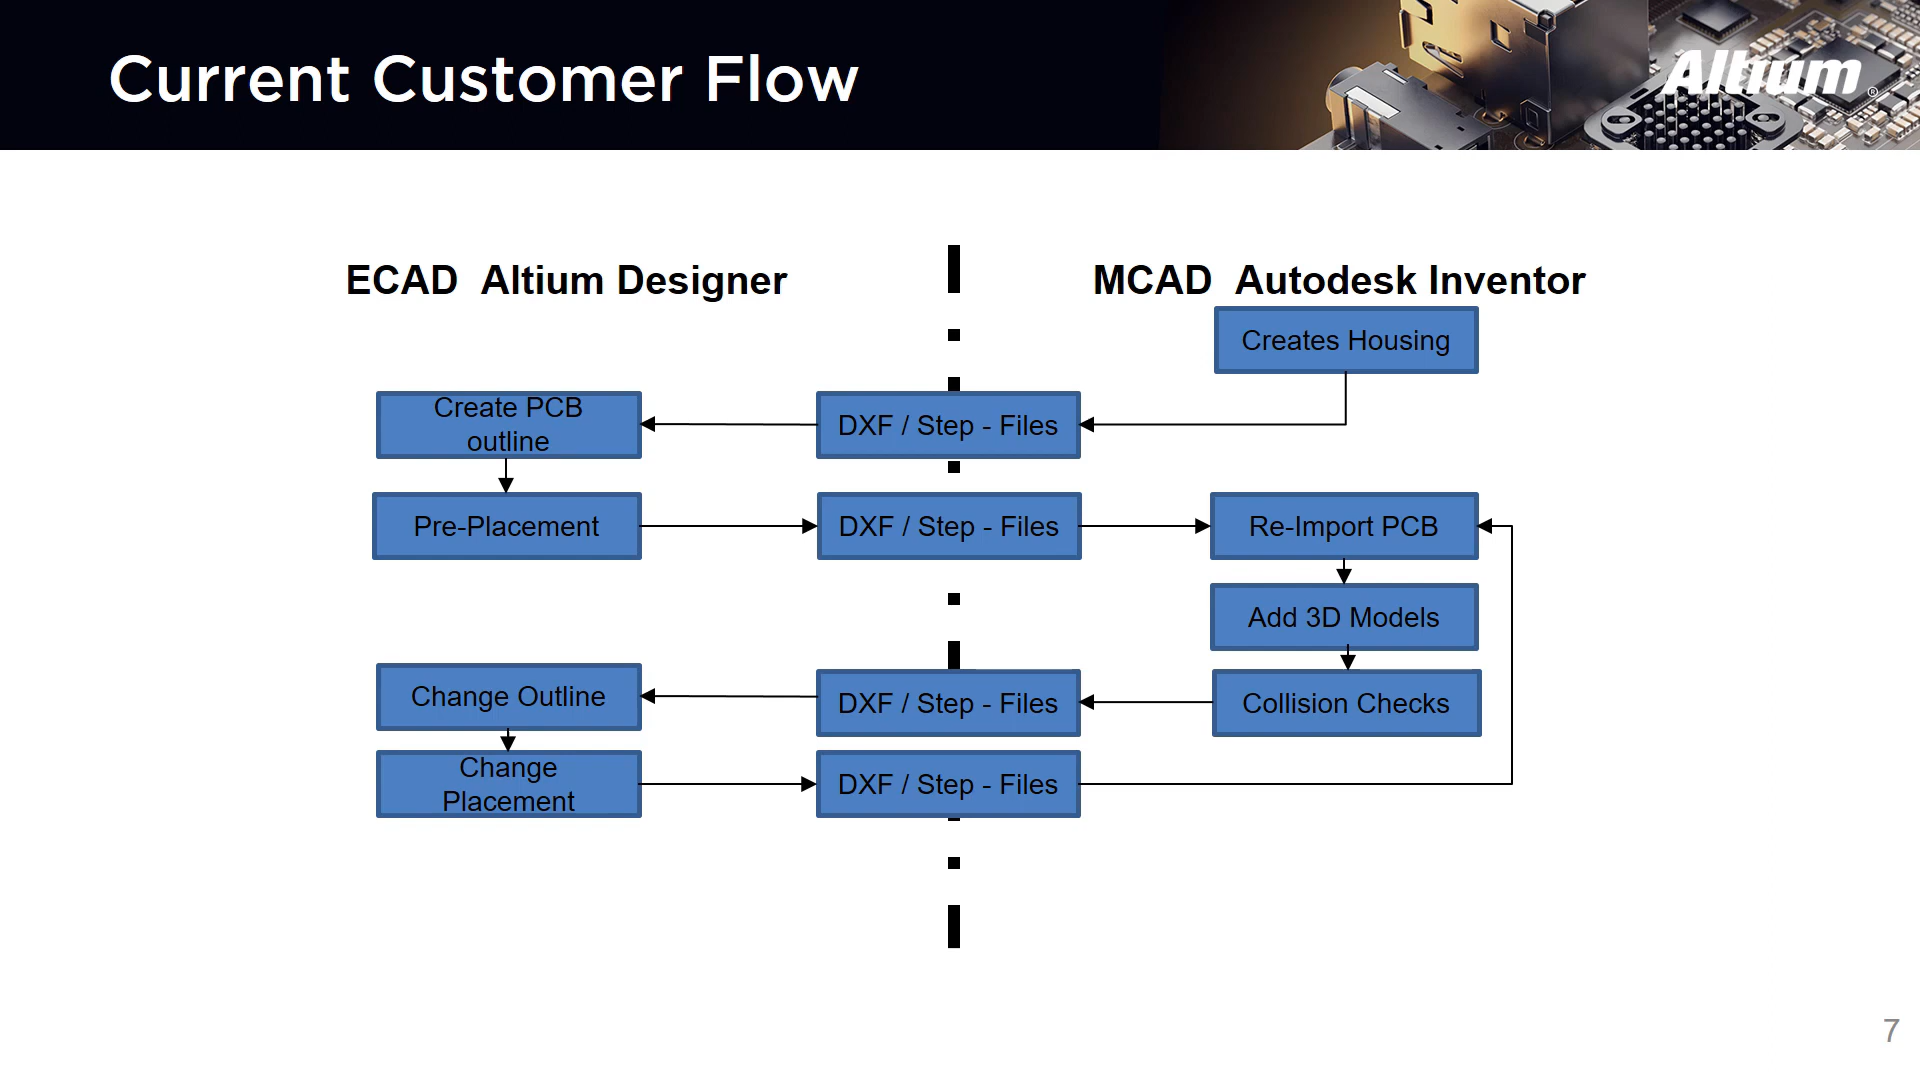 Current Customer Flow
Altium®
ECAD  Altium Designer
MCAD  Autodesk Inventor
Creates Housing
Create PCB
outline
DXF / Step - Files
Pre-Placement
DXF / Step - Files
Re-Import PCB
Add 3D Models
Change Outline
DXF / Step - Files
Collision Checks
Change
Placement
DXF / Step - Files
7